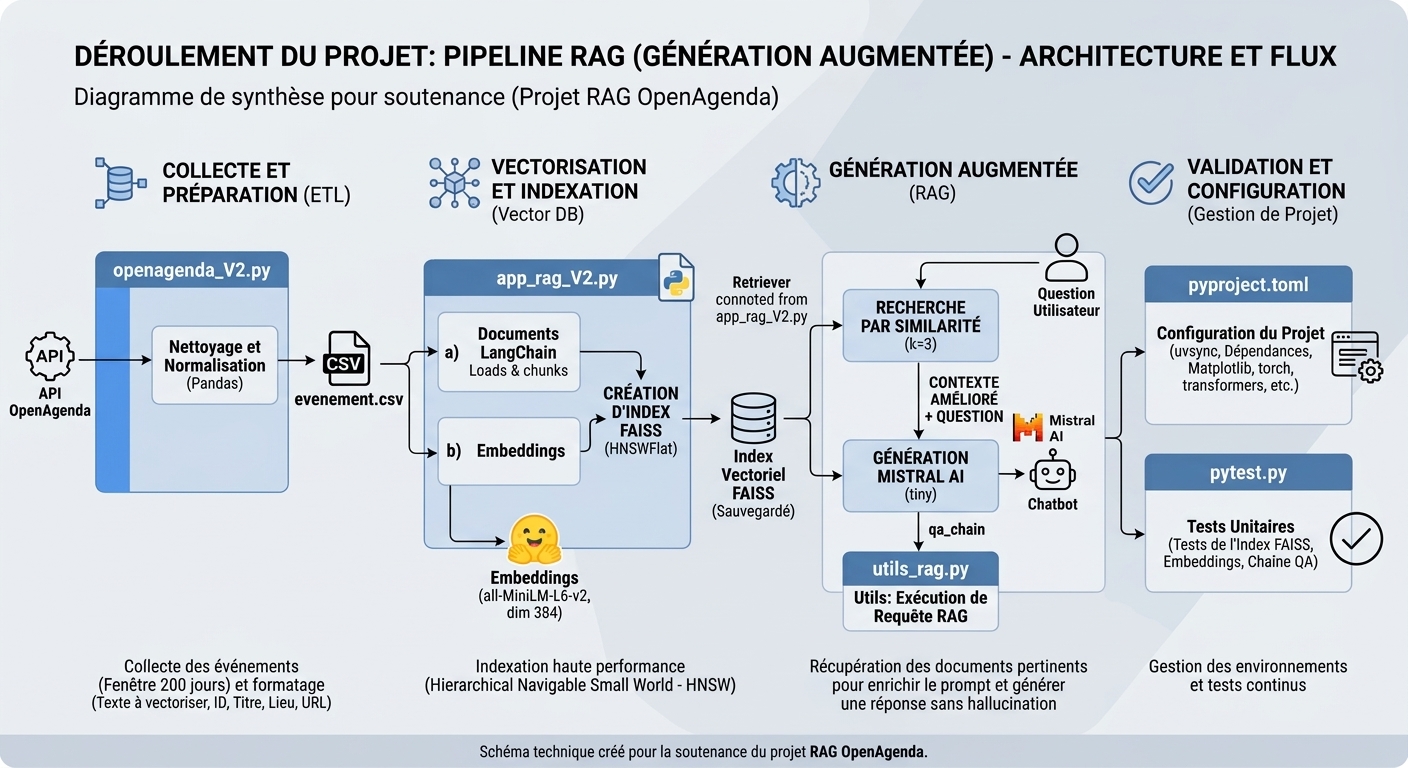 DÉROULEMENT DU PROJET: PIPELINE RAG (GÉNÉRATION AUGMENTÉE) - ARCHITECTURE ET FLUX
Diagramme de synthèse pour soutenance (Projet RAG OpenAgenda)
COLLECTE ET
PRÉPARATION (ETL)
openagenda_V2.py
API
API
OpenAgenda
Nettoyage et
Normalisation
(Pandas)
CSV
evenement.csv
Collecte des événements
(Fenêtre 200 jours) et formatage
(Texte à vectoriser, ID, Titre, Lieu, URL)
VECTORISATION
ET INDEXATION
(Vector DB)
app_rag_V2.py
a) Documents
LangChain
Loads & chunks
b) Embeddings
CRÉATION
D'INDEX
FAISS
(HNSWFlat)
Embeddings
(all-MiniLM-L6-v2,
dim 384)
Index
Vectoriel
FAISS
(Sauvegardé)
Indexation haute performance
(Hierarchical Navigable Small World - HNSW)
GÉNÉRATION AUGMENTÉE
(RAG)
Retriever
connoted from
app_rag_V2.py
Question
Utilisateur
RECHERCHE
PAR SIMILARITÉ
(k=3)
CONTEXTE
AMÉLIORÉ
+ QUESTION
Mistral
AI
GÉNÉRATION
MISTRAL AI
(tiny)
Chatbot
qa_chain
utils_rag.py
Utils: Exécution de
Requête RAG
Récupération des documents pertinents
pour enrichir le prompt et générer
une réponse sans hallucination
VALIDATION ET
CONFIGURATION
(Gestion de Projet)
pyproject.toml
Configuration du Projet
(uvsync, Dépendances,
Matplotlib, torch,
transformers, etc.)
pytest.py
Tests Unitaires
(Tests de l'Index FAISS,
Embeddings, Chaîne QA)
Gestion des environnements
et tests continus
Schéma technique créé pour la soutenance du projet RAG OpenAgenda.